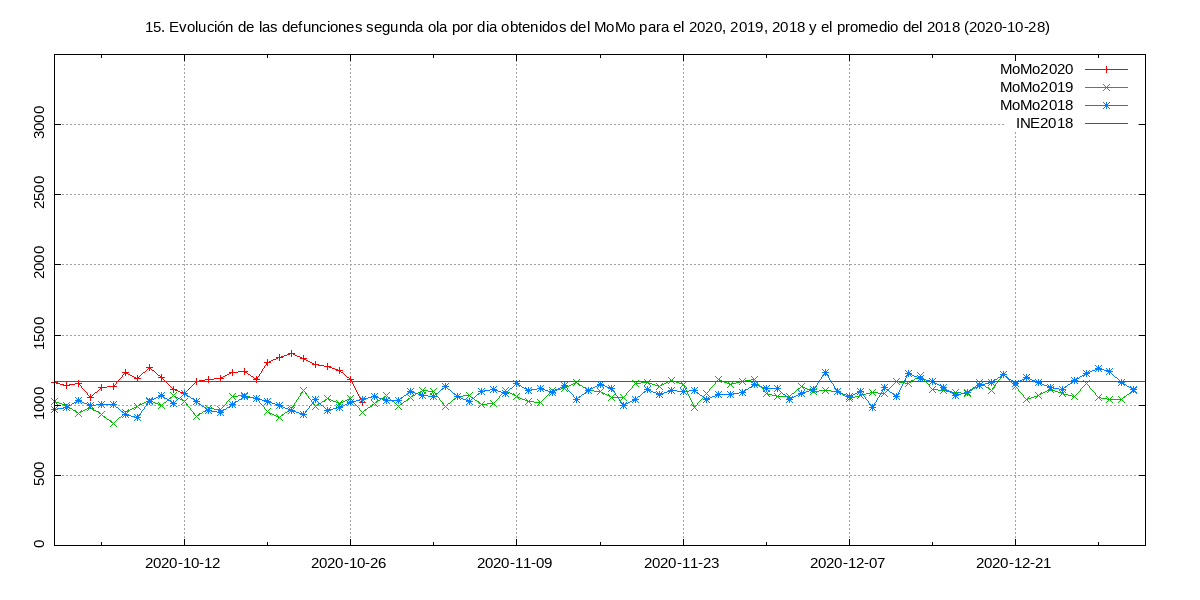 15. Evolución de las defunciones segunda ola por dia obtenidos del MoMo para el 2020, 2019, 2018 y el promedio del 2018 (2020-10-28)
MoMo2020
MoMo2019
MoMo2018
INE2018
3000
2500
2000
1500
1000
500
0
2020-10-12 2020-10-26 2020-11-09 2020-11-23 2020-12-07 2020-12-21